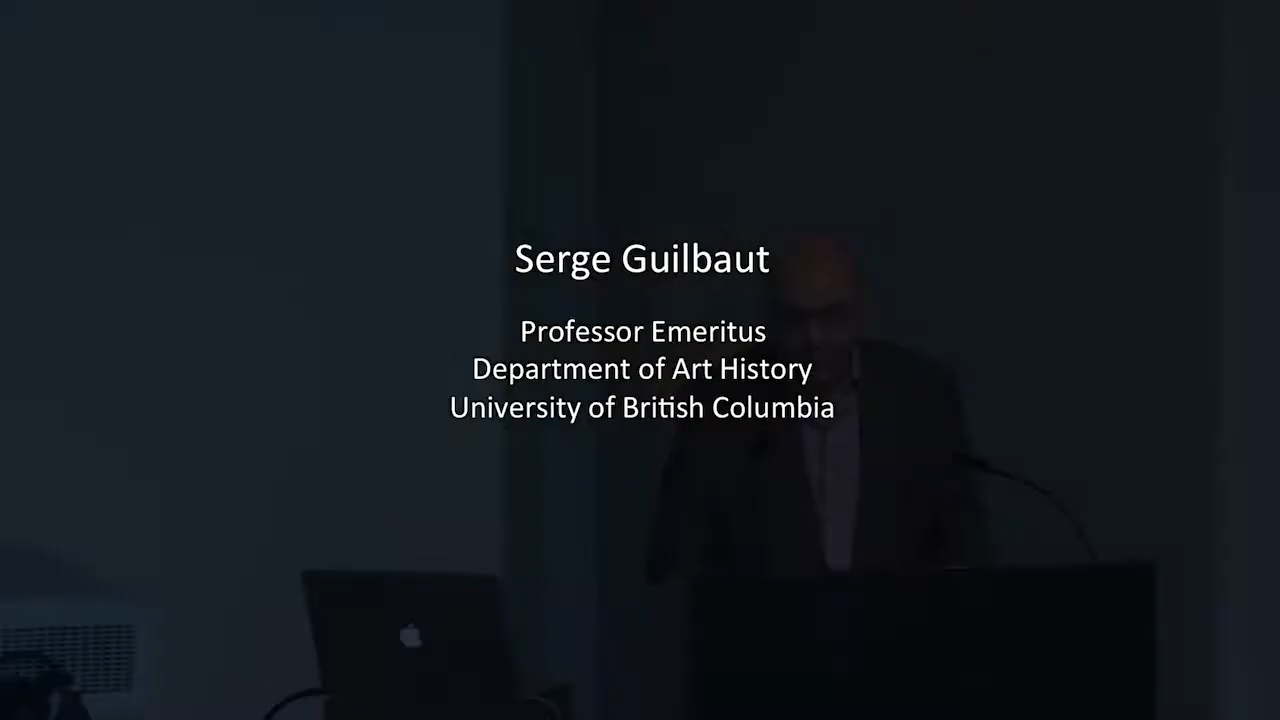 Serge Guilbaut
Professor Emeritus
Department of Art History
University of British Columbia